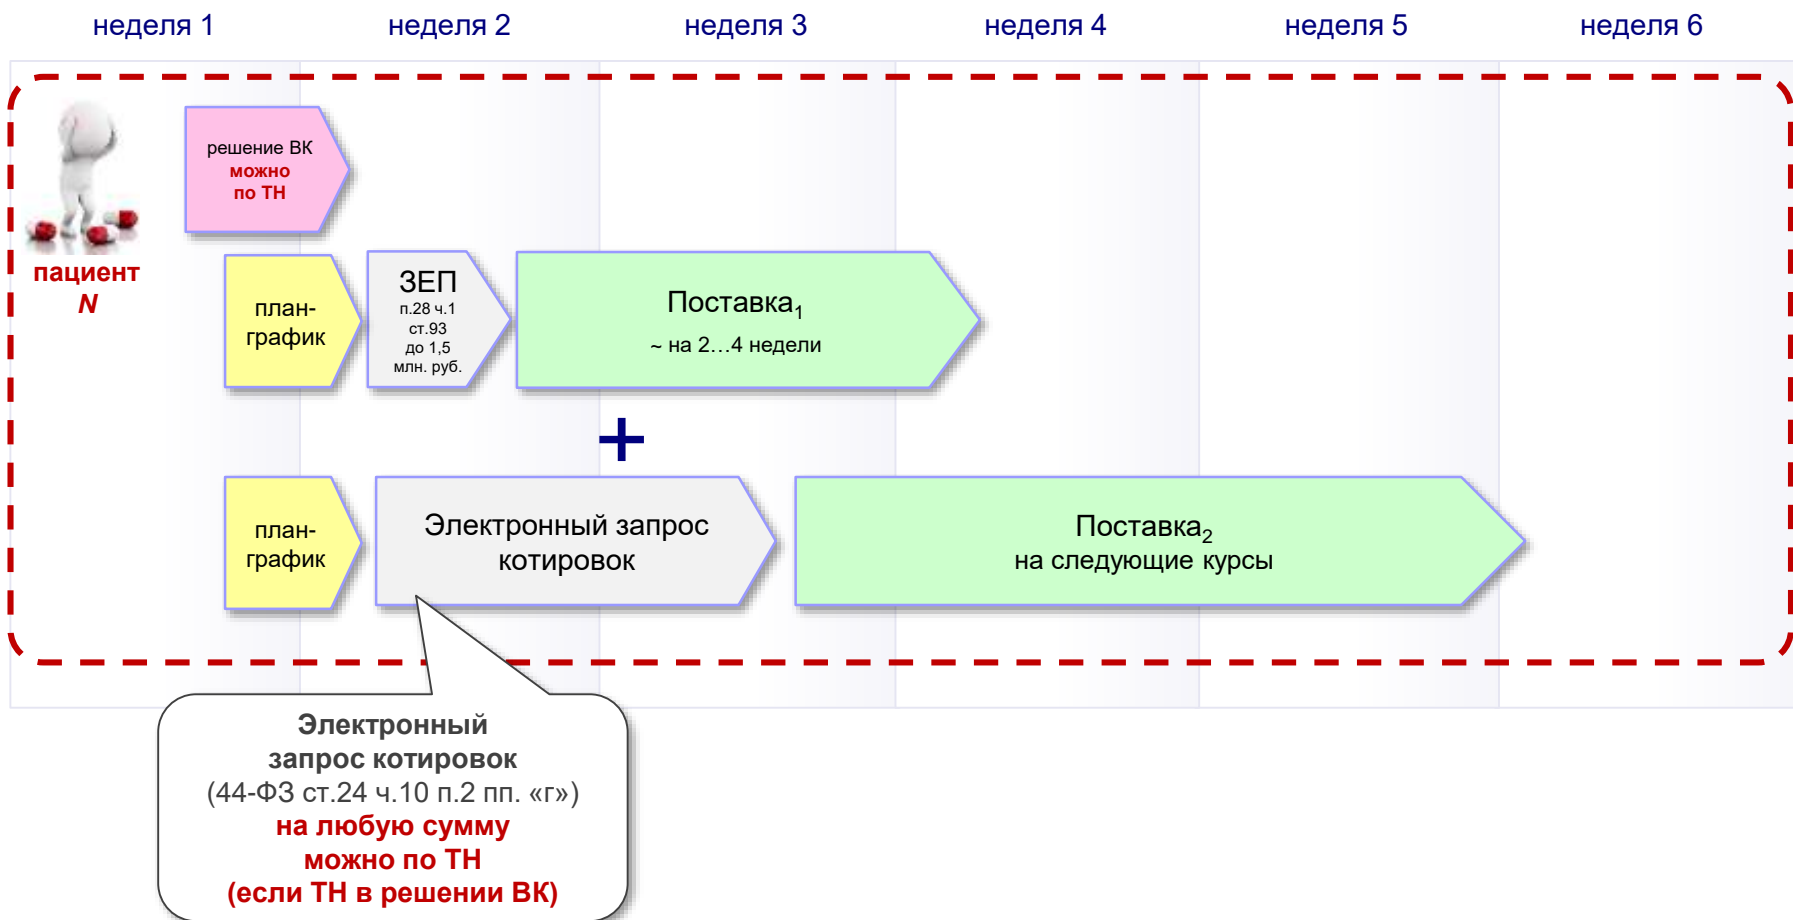 неделя 1
неделя 2
неделя 3
неделя 4
неделя 5
неделя 6
решение ВК
можно
по ТН
пациент
N
план-
график
ЗЕП
п.28 ч.1
ст.93
до 1,5
млн. руб.
Поставка1
~ на 2…4 недели
+
план-
график
Электронный запрос
котировок
Поставка2
на следующие курсы
Электронный
запрос котировок
(44-ФЗ ст.24 ч.10 п.2 пп. «г»)
на любую сумму
можно по ТН
(если ТН в решении ВК)